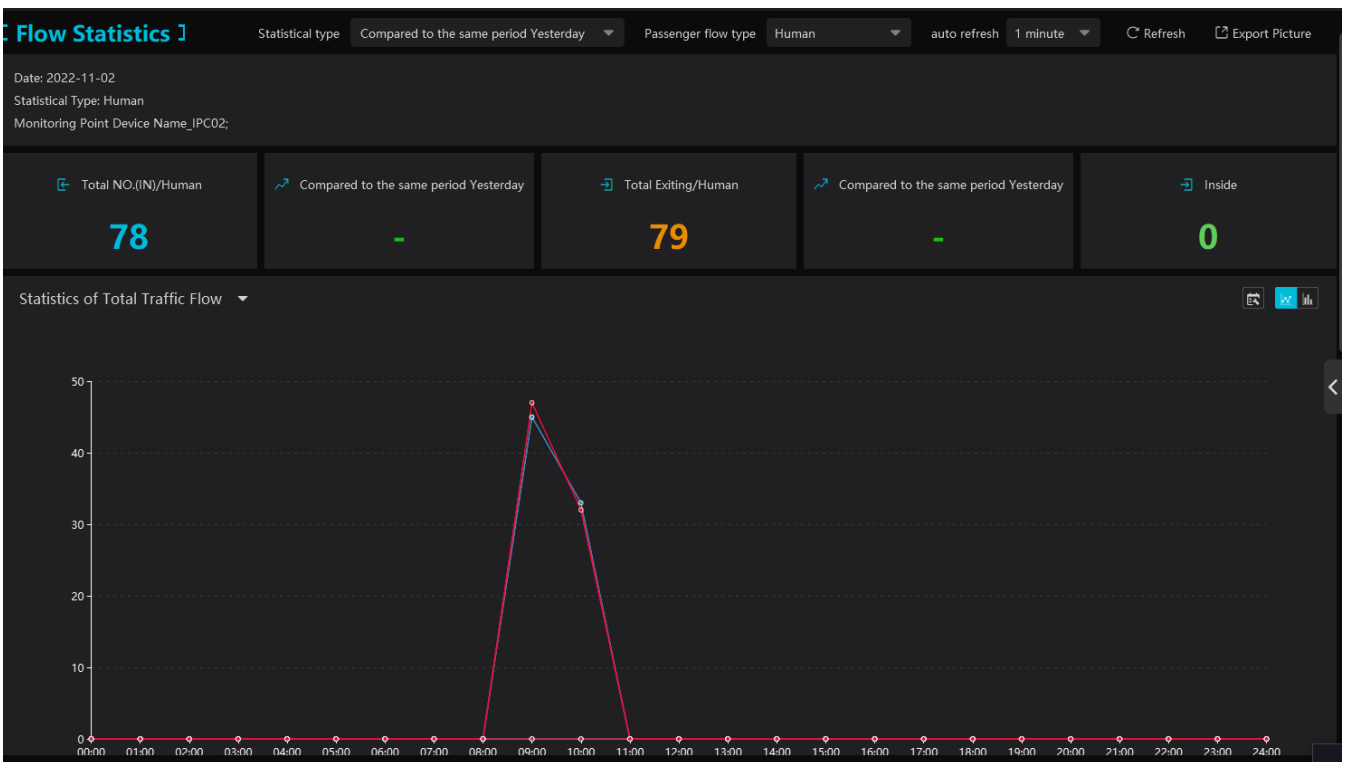 [ Flow Statistics ] Statistical type Compared to the same period Yesterday Passenger flow type Human auto refresh 1 minute Refresh Export Picture
Date: 2022-11-02
Statistical Type: Human
Monitoring Point Device Name_IPC02;
Total NO.(IN)/Human Compared to the same period Yesterday Total Exiting/Human Compared to the same period Yesterday Inside
78 - 79 - 0
Statistics of Total Traffic Flow
50
40
30
20
10
0
00:00 01:00 02:00 03:00 04:00 05:00 06:00 07:00 08:00 09:00 10:00 11:00 12:00 13:00 14:00 15:00 16:00 17:00 18:00 19:00 20:00 21:00 22:00 23:00 24:00